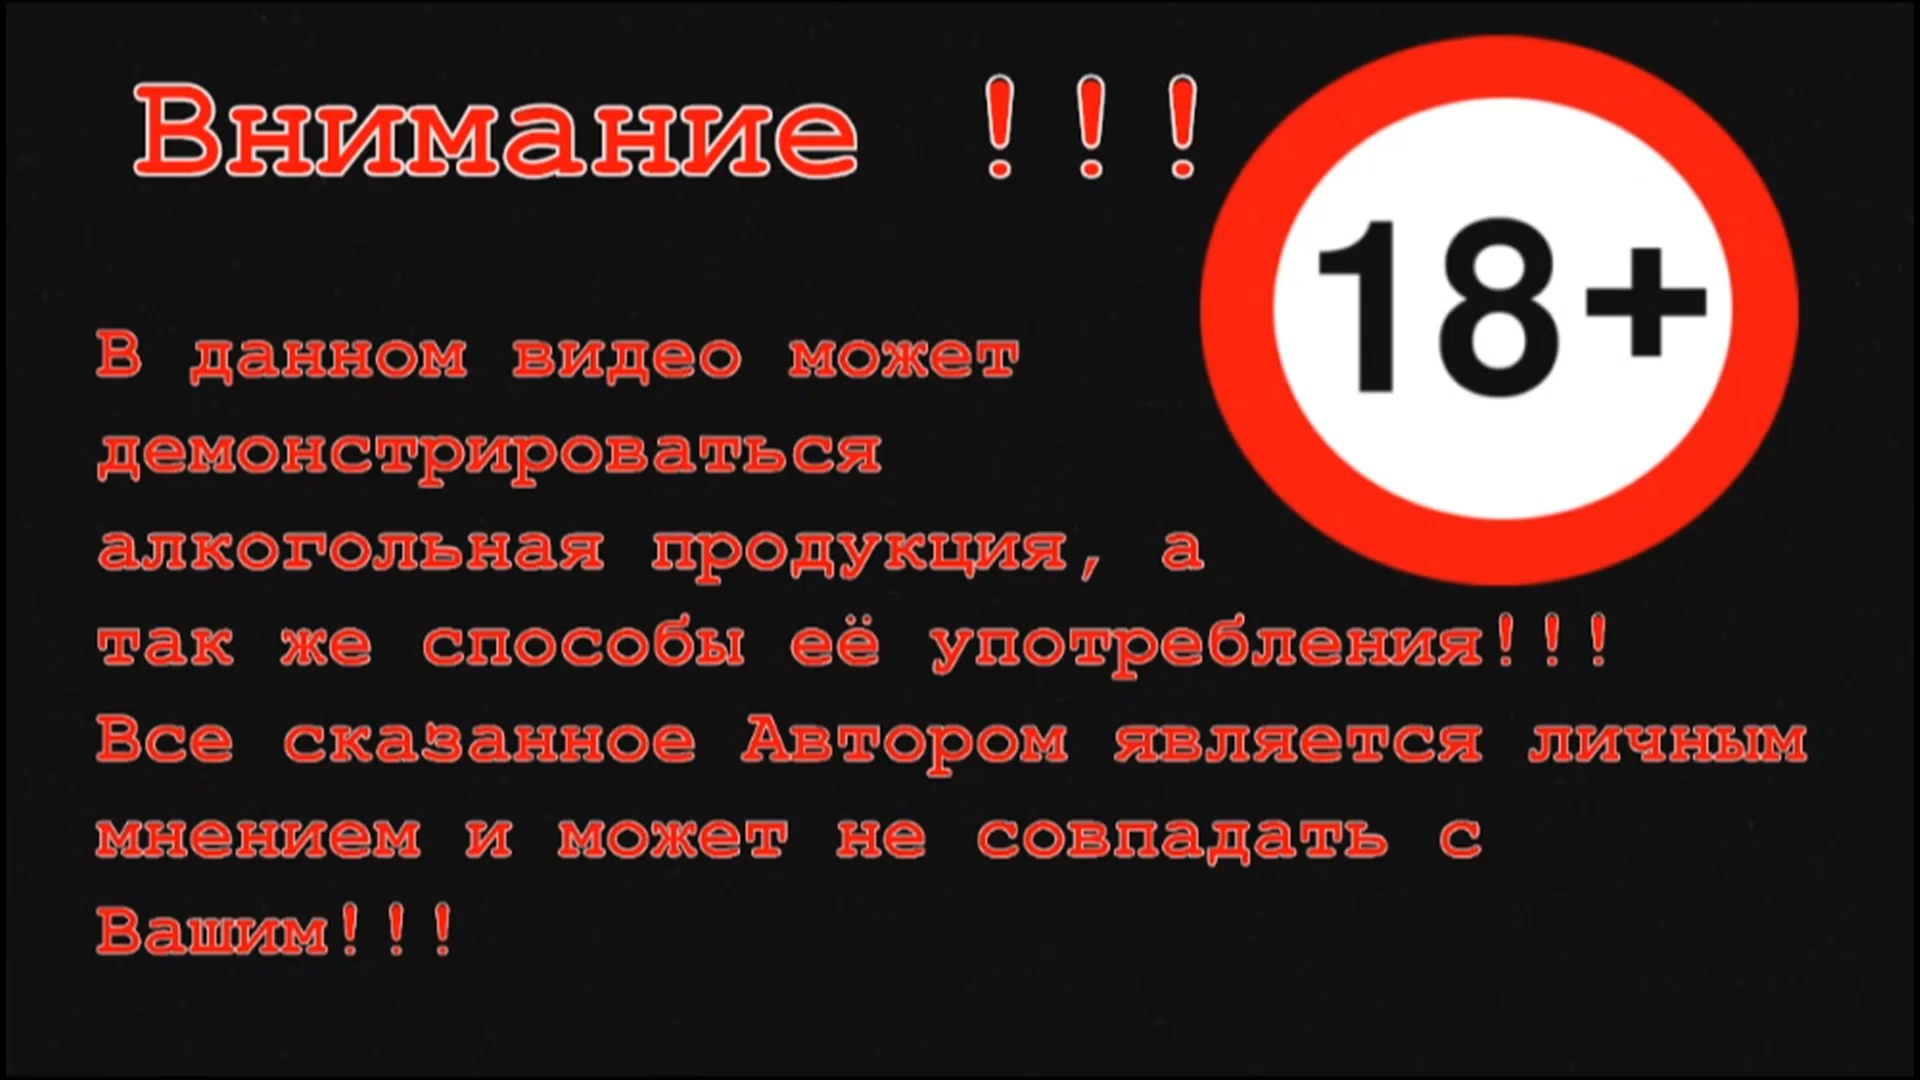 Внимание !!!
18+
В данном видео может
демонстрироваться
алкогольная продукция, а
так же способы её употребления!!!
Все сказанное Автором является личным
мнением и может не совпадать с
Вашим!!!